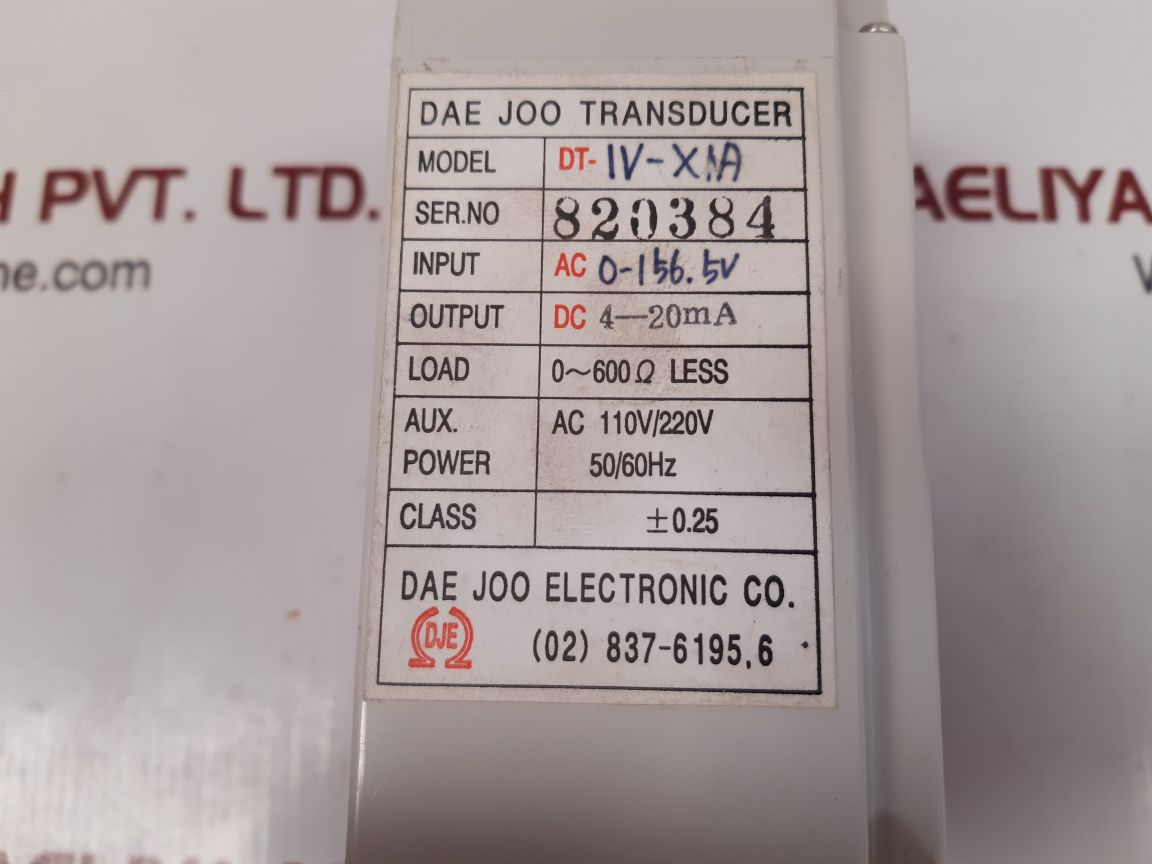 DAE JOO TRANSDUCER
MODEL DT-1V-X1A
SER.NO 820384
INPUT AC 0-156.5V
OUTPUT DC 4—20mA
LOAD 0~600Ω LESS
AUX. POWER AC 110V/220V 50/60Hz
CLASS ±0.25
DAE JOO ELECTRONIC CO.
DJE (02) 837-6195,6
H PVT. LTD.
ne.com
AELIYA